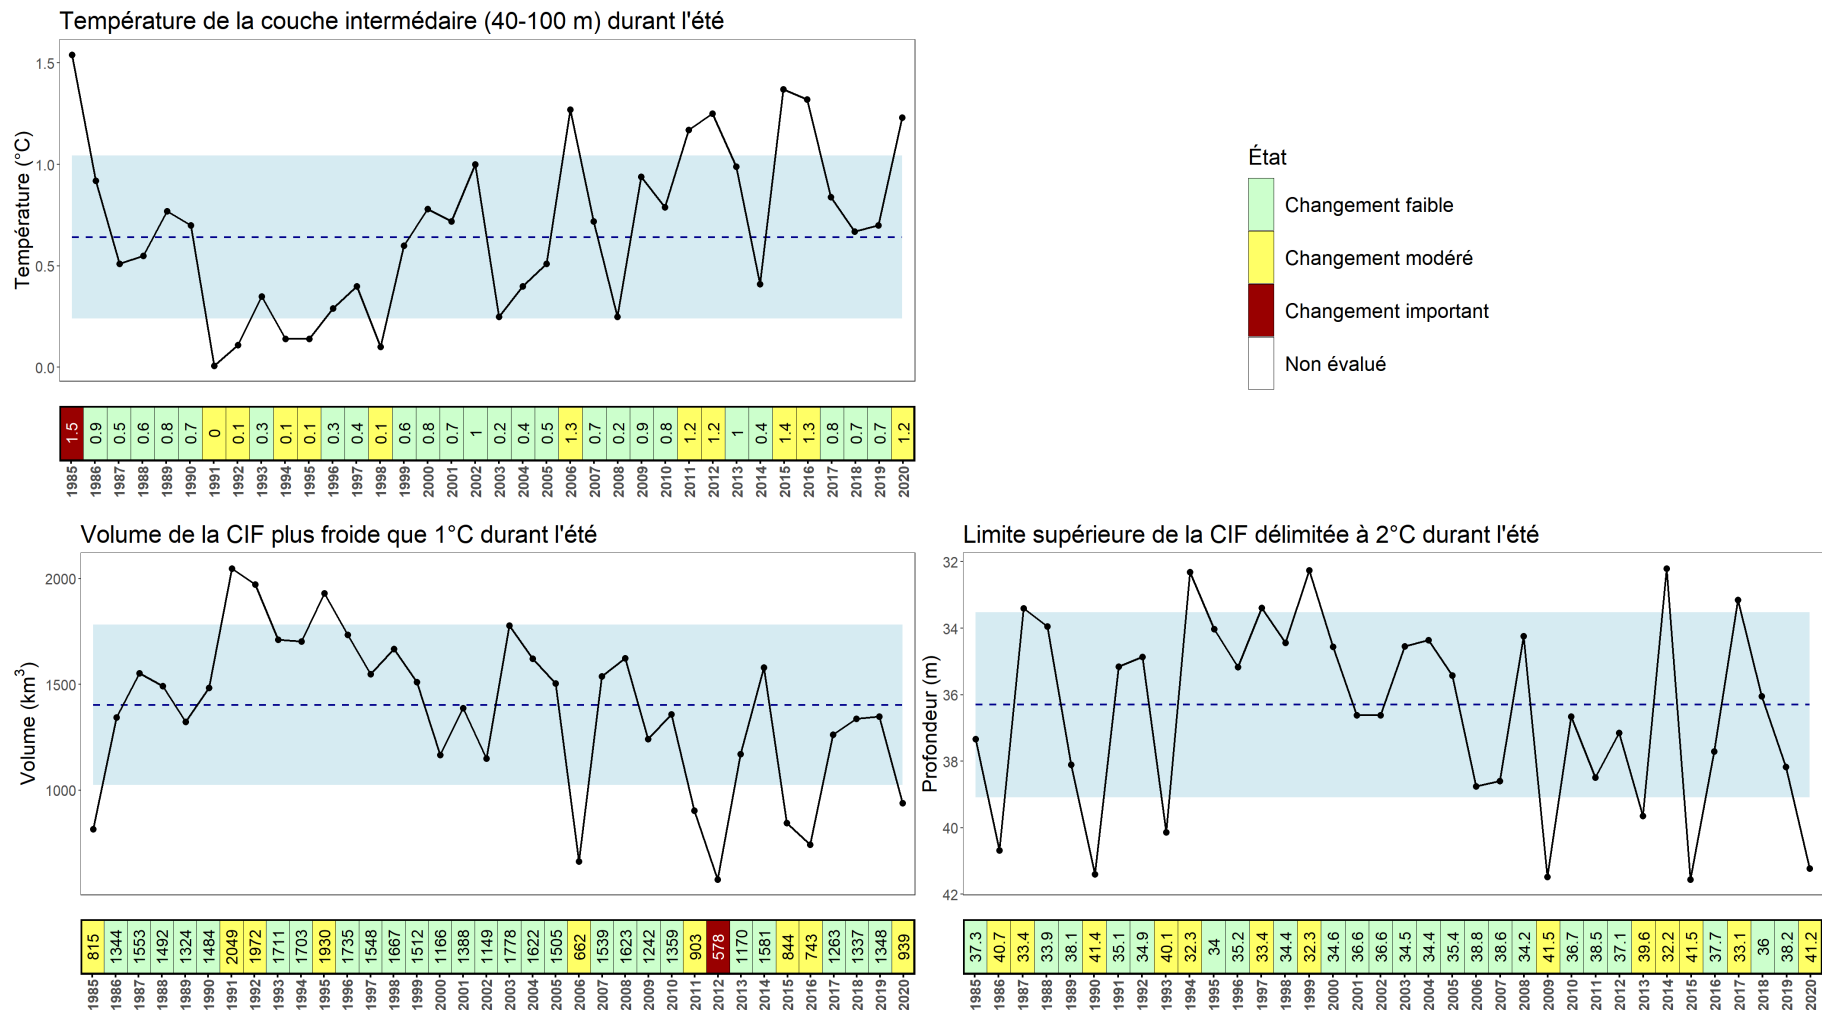 Température de la couche intermédaire (40-100 m) durant l'été
Température (°C)
1.5
1.0
0.5
0.0
1.5 0.9 0.5 0.6 0.8 0.7 0 0.1 0.3 0.1 0.1 0.3 0.4 0.1 0.6 0.8 0.7 1 0.2 0.4 0.5 1.3 0.7 0.2 0.9 0.8 1.2 1.2 1 0.4 1.4 1.3 0.8 0.7 0.7 1.2
1985 1986 1987 1988 1989 1990 1991 1992 1993 1994 1995 1996 1997 1998 1999 2000 2001 2002 2003 2004 2005 2006 2007 2008 2009 2010 2011 2012 2013 2014 2015 2016 2017 2018 2019 2020
État
Changement faible
Changement modéré
Changement important
Non évalué
Volume de la CIF plus froide que 1°C durant l'été
Volume (km³)
2000
1500
1000
815 1344 1553 1492 1324 1484 2049 1972 1711 1703 1930 1735 1548 1667 1512 1166 1388 1149 1778 1622 1505 662 1539 1623 1242 1359 903 578 1170 1581 844 743 1263 1337 1348 939
1985 1986 1987 1988 1989 1990 1991 1992 1993 1994 1995 1996 1997 1998 1999 2000 2001 2002 2003 2004 2005 2006 2007 2008 2009 2010 2011 2012 2013 2014 2015 2016 2017 2018 2019 2020
Limite supérieure de la CIF délimitée à 2°C durant l'été
Profondeur (m)
32
34
36
38
40
42
37.3 40.7 33.4 33.9 38.1 41.4 35.1 34.9 40.1 32.3 34 35.2 33.4 34.4 32.3 34.6 36.6 36.6 34.5 34.4 35.4 38.8 38.6 34.2 41.5 36.7 38.5 37.1 39.6 32.2 41.5 37.7 33.1 36 38.2 41.2
1985 1986 1987 1988 1989 1990 1991 1992 1993 1994 1995 1996 1997 1998 1999 2000 2001 2002 2003 2004 2005 2006 2007 2008 2009 2010 2011 2012 2013 2014 2015 2016 2017 2018 2019 2020